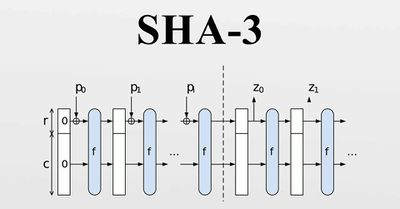 SHA-3
p0 p1 pi z0 z1
r 0
f f f f f
c 0 ... ...